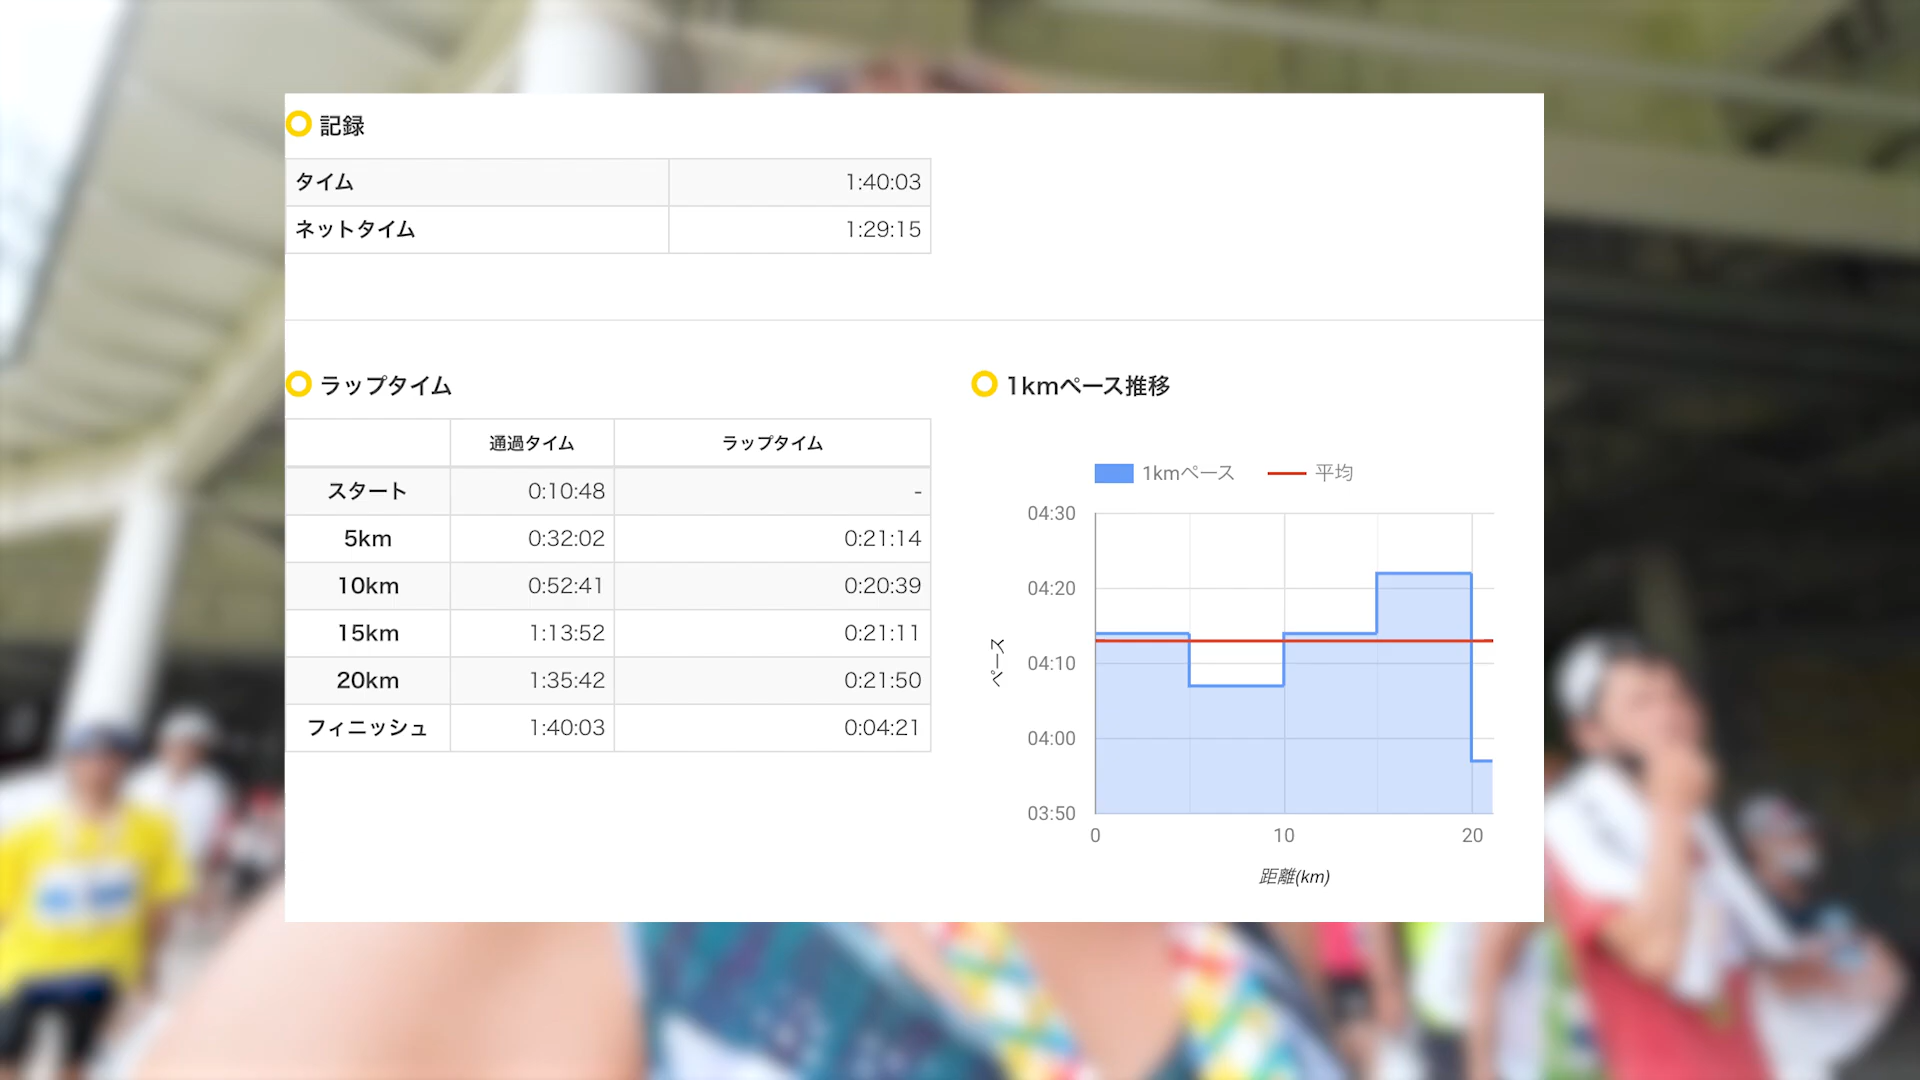 記録
タイム 1:40:03
ネットタイム 1:29:15
ラップタイム
通過タイム ラップタイム
スタート 0:10:48 -
5km 0:32:02 0:21:14
10km 0:52:41 0:20:39
15km 1:13:52 0:21:11
20km 1:35:42 0:21:50
フィニッシュ 1:40:03 0:04:21
1kmペース推移
1kmペース 平均
04:30
04:20
04:10
04:00
03:50
ペース
0 10 20
距離(km)